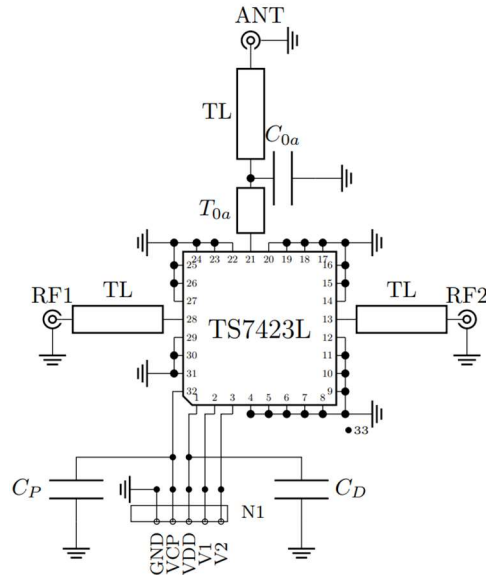 ANT
TL
C0a
T0a
24 23 22 21 20 19 18 17
25 16
26 15
27 14
RF1 TL 28 TS7423L 13 TL RF2
29 12
30 11
31 10
32 9
1 2 3 4 5 6 7 8
33
CP CD
N1
GND
VCP
VDD
V1
V2